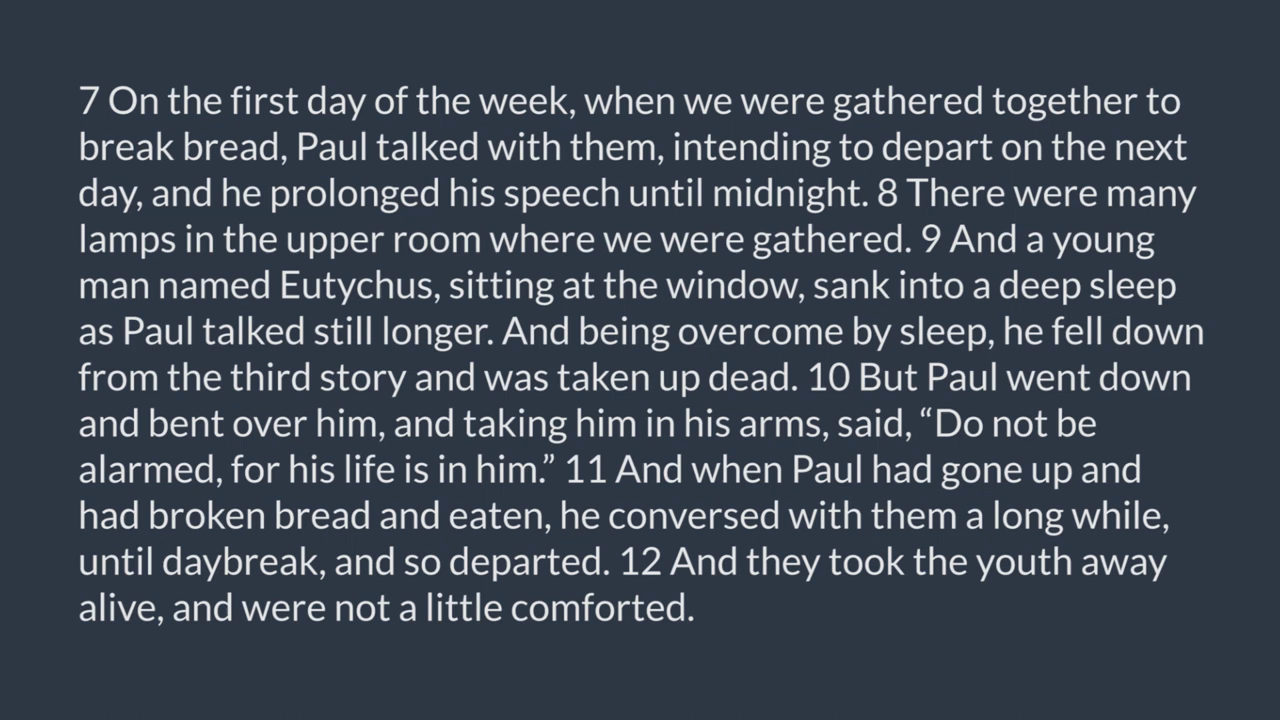 7 On the first day of the week, when we were gathered together to
break bread, Paul talked with them, intending to depart on the next
day, and he prolonged his speech until midnight. 8 There were many
lamps in the upper room where we were gathered. 9 And a young
man named Eutychus, sitting at the window, sank into a deep sleep
as Paul talked still longer. And being overcome by sleep, he fell down
from the third story and was taken up dead. 10 But Paul went down
and bent over him, and taking him in his arms, said, “Do not be
alarmed, for his life is in him.” 11 And when Paul had gone up and
had broken bread and eaten, he conversed with them a long while,
until daybreak, and so departed. 12 And they took the youth away
alive, and were not a little comforted.